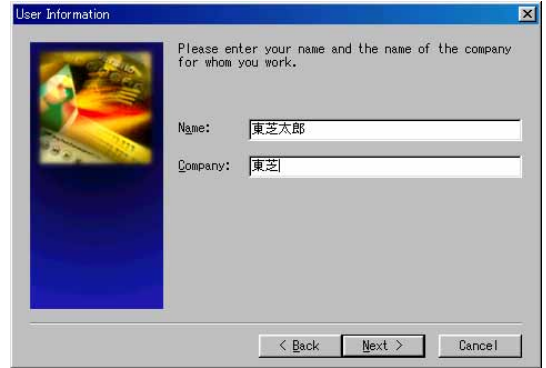 User Information
Please enter your name and the name of the company
for whom you work.
Name: 東芝太郎
Company: 東芝
< Back Next > Cancel